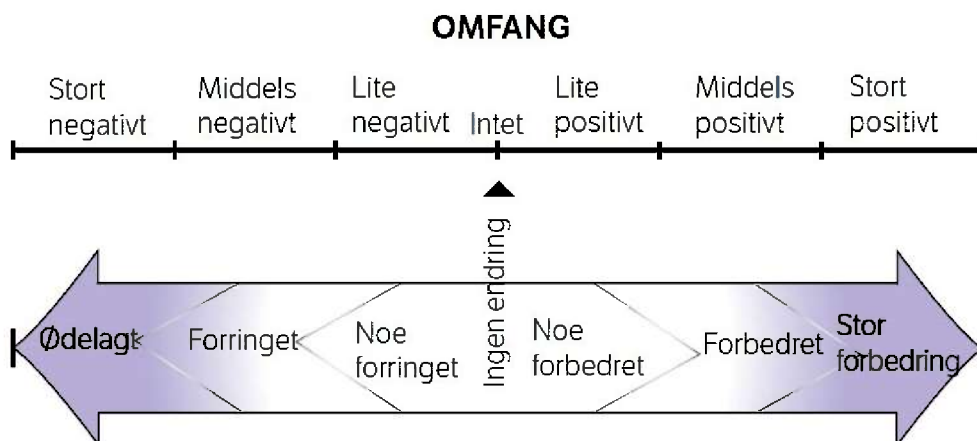 OMFANG
Stort
negativt
Middels
negativt
Lite
negativt
Intet
Lite
positivt
Middels
positivt
Stort
positivt
Ingen endring
Ødelagt
Forringet
Noe
forringet
Noe
forbedret
Forbedret
Stor
forbedring